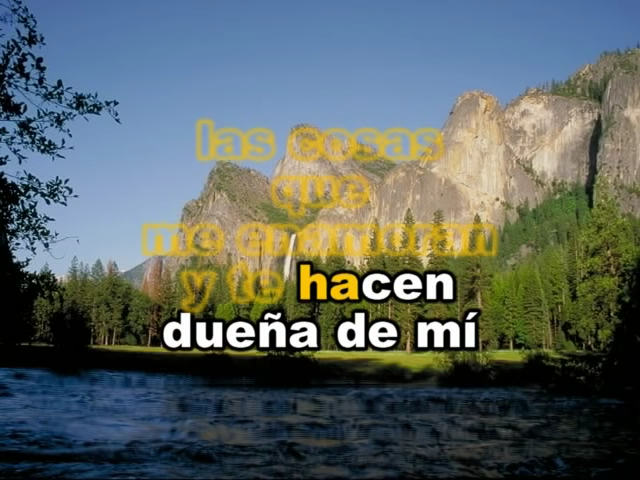 las cosas
que
me enamoran
y te hacen
dueña de mí